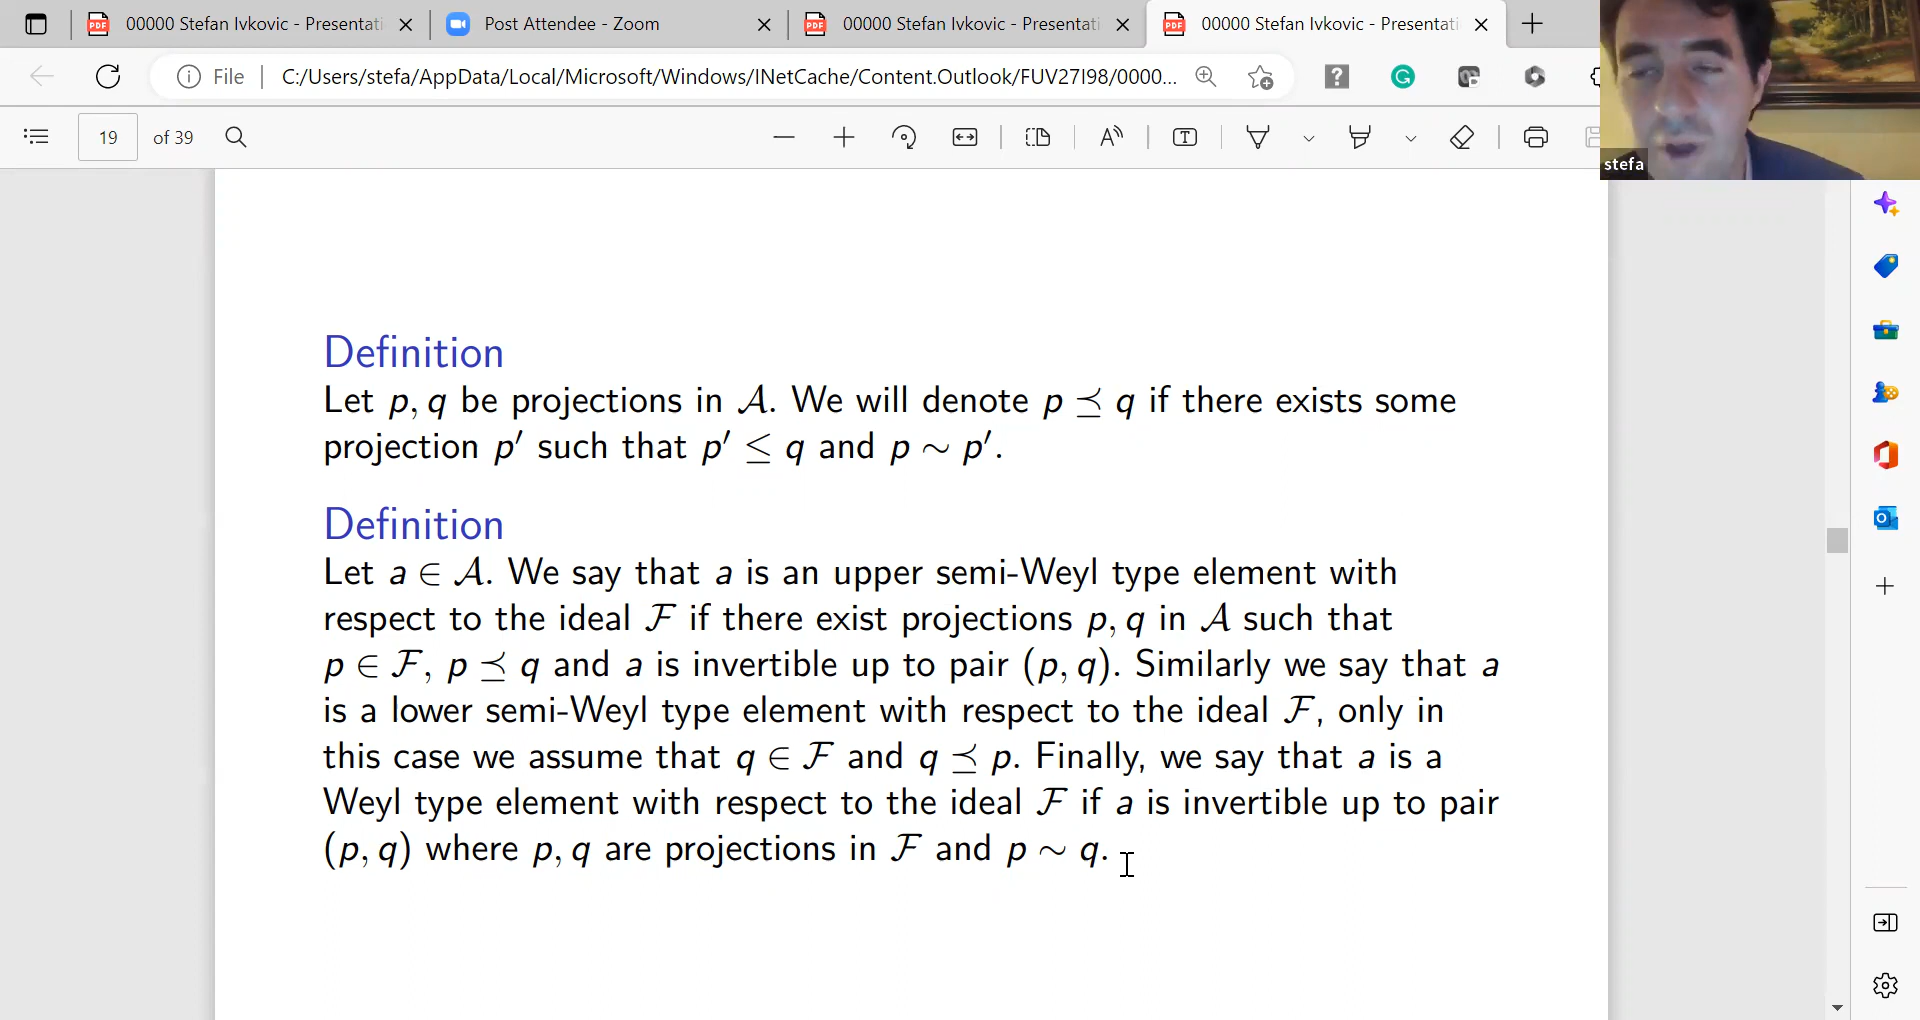 00000 Stefan Ivkovic - Presentati
Post Attendee - Zoom
00000 Stefan Ivkovic - Presentati
00000 Stefan Ivkovic - Presentati
File
C:/Users/stefa/AppData/Local/Microsoft/Windows/INetCache/Content.Outlook/FUV27I98/0000...
19 of 39
stefa
Definition
Let p, q be projections in 𝒜. We will denote p ⪯ q if there exists some
projection p′ such that p′ ≤ q and p ∼ p′.
Definition
Let a ∈ 𝒜. We say that a is an upper semi-Weyl type element with
respect to the ideal ℱ if there exist projections p, q in 𝒜 such that
p ∈ ℱ, p ⪯ q and a is invertible up to pair (p, q). Similarly we say that a
is a lower semi-Weyl type element with respect to the ideal ℱ, only in
this case we assume that q ∈ ℱ and q ⪯ p. Finally, we say that a is a
Weyl type element with respect to the ideal ℱ if a is invertible up to pair
(p, q) where p, q are projections in ℱ and p ∼ q.